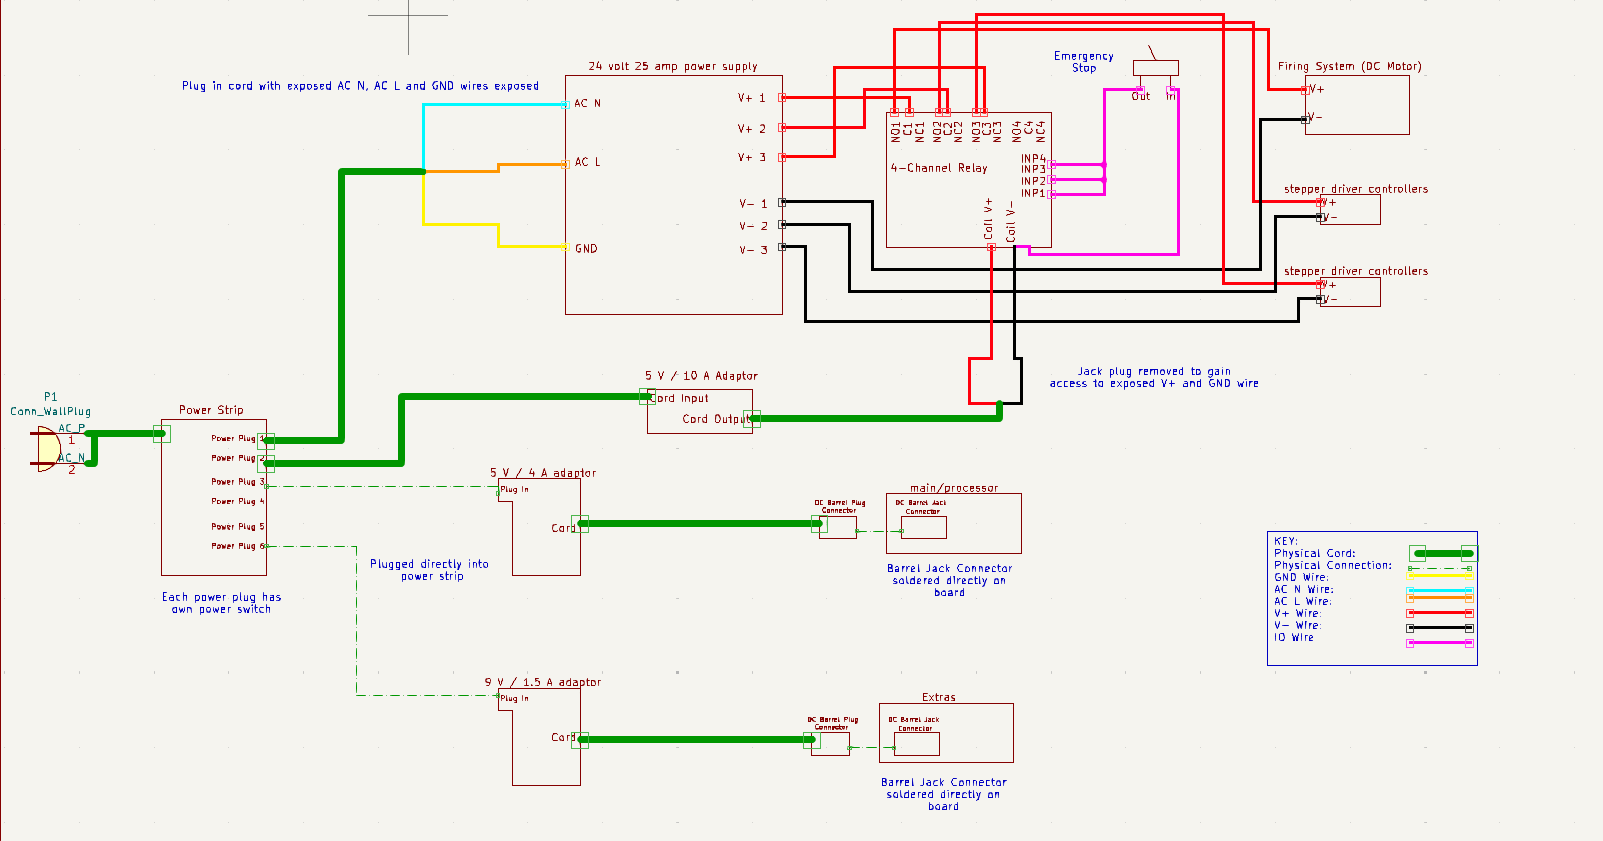 Plug in cord with exposed AC N, AC L and GND wires exposed
24 volt 25 amp power supply
AC N
AC L
GND
V+ 1
V+ 2
V+ 3
V- 1
V- 2
V- 3
NO1
C1
NC1
NO2
C2
NC2
NO3
C3
NC3
NO4
C4
NC4
4-Channel Relay
INP4
INP3
INP2
INP1
Coil V+
Coil V-
Emergency
Stop
Out
In
Firing System (DC Motor)
V+
V-
stepper driver controllers
V+
V-
stepper driver controllers
V+
V-
Jack plug removed to gain
access to exposed V+ and GND wire
5 V / 10 A Adaptor
Cord Input
Cord Output
P1
Conn_WallPlug
AC_P
1
AC_N
2
Power Strip
Power Plug 1
Power Plug 2
Power Plug 3
Power Plug 4
Power Plug 5
Power Plug 6
Each power plug has
own power switch
Plugged directly into
power strip
5 V / 4 A adaptor
Plug In
Cord
DC Barrel Plug
Connector
main/processor
DC Barrel Jack
Connector
Barrel Jack Connector
soldered directly on
board
9 V / 1.5 A adaptor
Plug In
Cord
DC Barrel Plug
Connector
Extras
DC Barrel Jack
Connector
Barrel Jack Connector
soldered directly on
board
KEY:
Physical Cord:
Physical Connection:
GND Wire:
AC N Wire:
AC L Wire:
V+ Wire:
V- Wire:
IO Wire